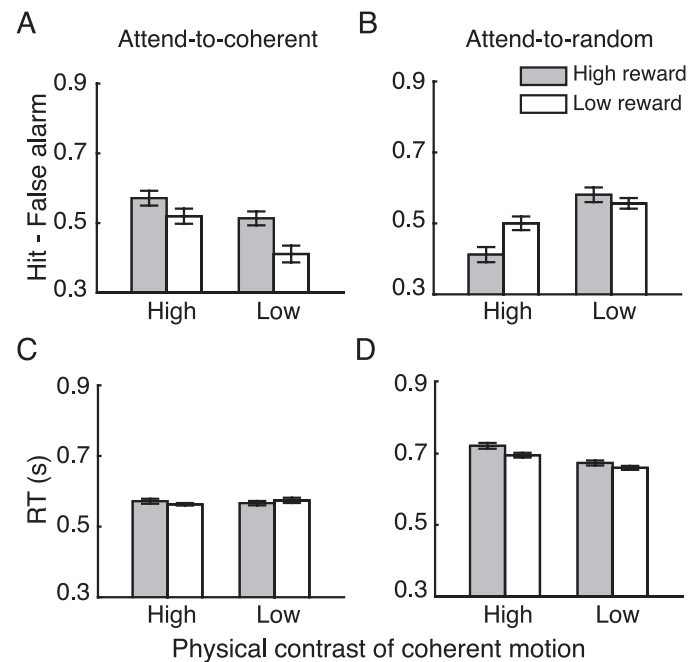 A
Attend-to-coherent
B
Attend-to-random
High reward
Low reward
Hit - False alarm
0.9
0.7
0.5
0.3
High
Low
0.9
0.7
0.5
0.3
High
Low
C
D
RT (s)
0.9
0.7
0.5
0.3
High
Low
0.9
0.7
0.5
0.3
High
Low
Physical contrast of coherent motion